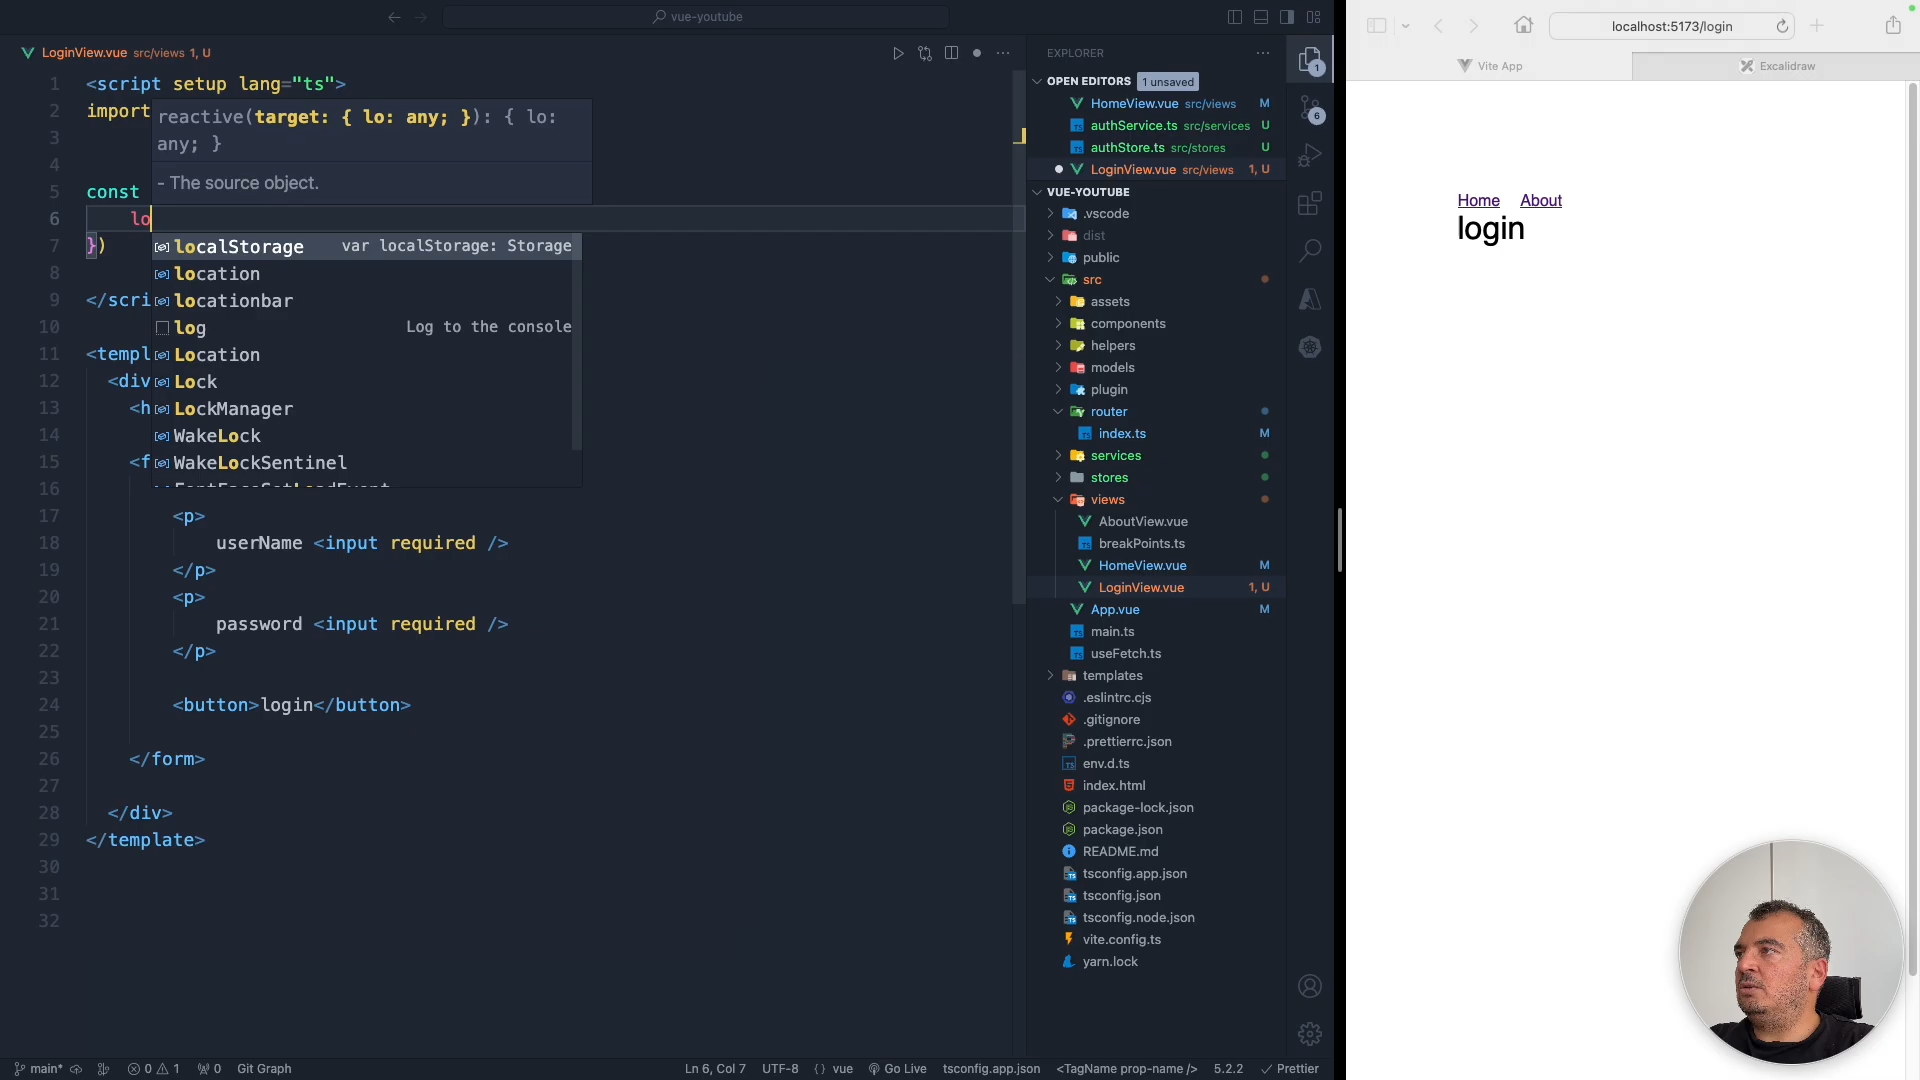 vue-youtube
LoginView.vue src/views 1, U
1 <script setup lang="ts">
2 import
3
4
5 const
6 lo
7 })
8
9 </scri
10
11 <templ
12 <div
13 <h
14
15 <f
16
17 <p>
18 userName <input required />
19 </p>
20 <p>
21 password <input required />
22 </p>
23
24 <button>login</button>
25
26 </form>
27
28 </div>
29 </template>
30
31
32
reactive(target: { lo: any; }): { lo:
any; }
- The source object.
localStorage var localStorage: Storage
location
locationbar
log Log to the console
Location
Lock
LockManager
WakeLock
WakeLockSentinel
EXPLORER
OPEN EDITORS 1 unsaved
HomeView.vue src/views M
authService.ts src/services U
authStore.ts src/stores U
LoginView.vue src/views 1, U
VUE-YOUTUBE
.vscode
dist
public
src
assets
components
helpers
models
plugin
router
index.ts M
services
stores
views
AboutView.vue
breakPoints.ts
HomeView.vue M
LoginView.vue 1, U
App.vue M
main.ts
useFetch.ts
templates
.eslintrc.cjs
.gitignore
.prettierrc.json
env.d.ts
index.html
package-lock.json
package.json
README.md
tsconfig.app.json
tsconfig.json
tsconfig.node.json
vite.config.ts
yarn.lock
1
6
main* 0 1 0 Git Graph
Ln 6, Col 7 UTF-8 {} vue Go Live tsconfig.app.json <TagName prop-name /> 5.2.2 Prettier
localhost:5173/login
Vite App
Excalidraw
Home About
login